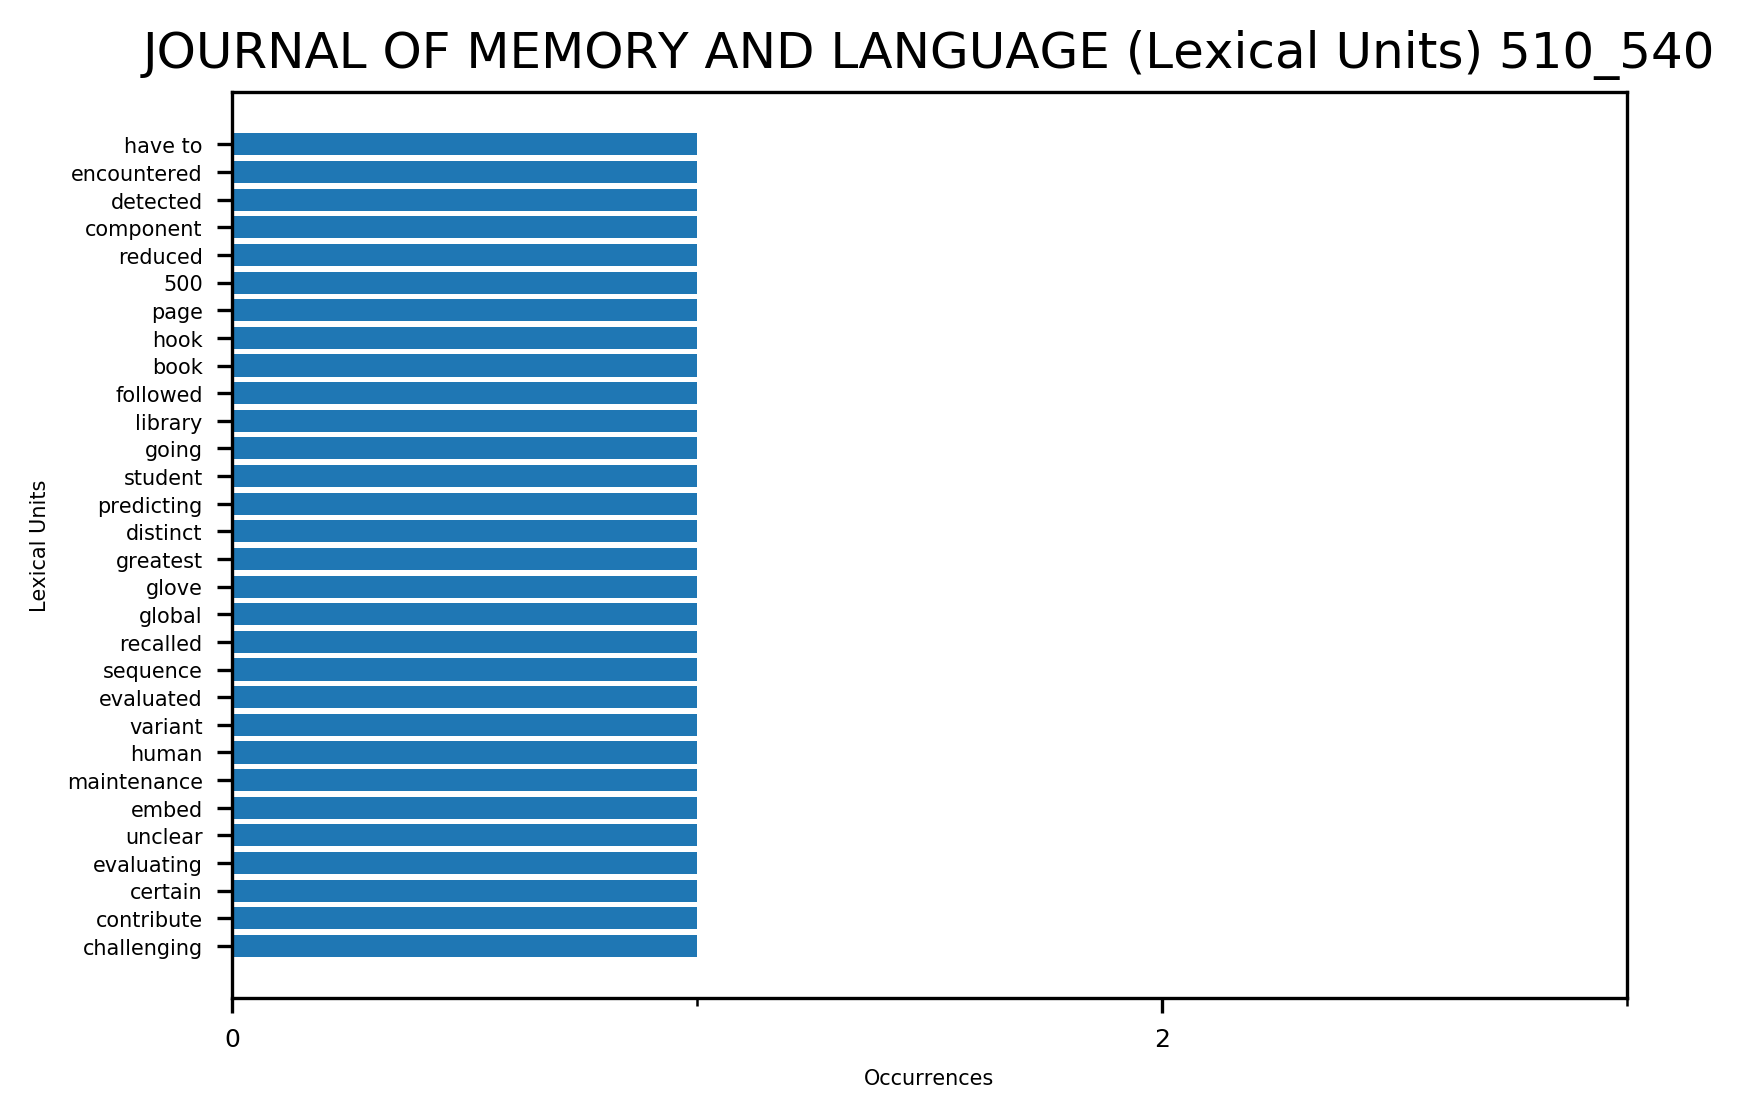 JOURNAL OF MEMORY AND LANGUAGE (Lexical Units) 510_540
have to
encountered
detected
component
reduced
500
page
hook
book
followed
library
going
student
predicting
distinct
greatest
glove
global
recalled
sequence
evaluated
variant
human
maintenance
embed
unclear
evaluating
certain
contribute
challenging
Lexical Units
0
2
Occurrences